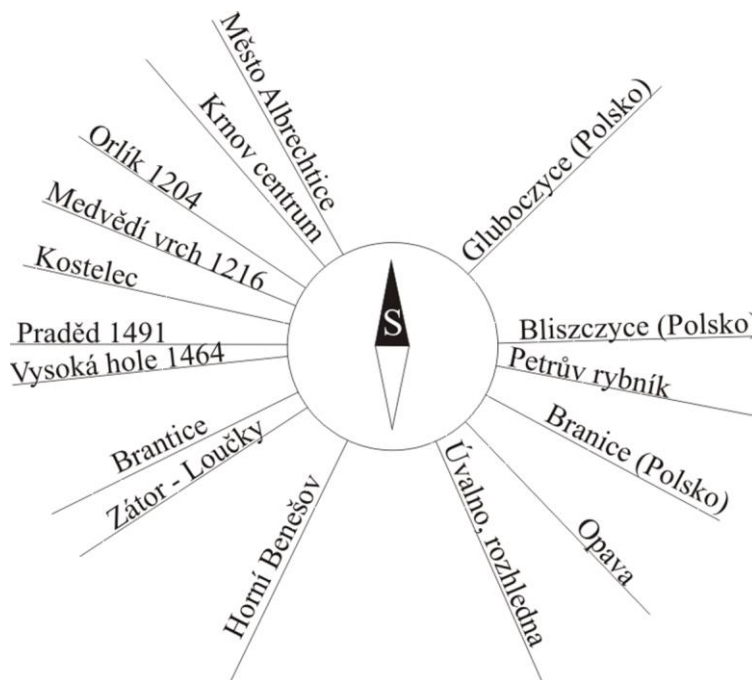 Město Albrechtice
Krnov centrum
Orlík 1204
Medvědí vrch 1216
Kostelec
Praděd 1491
Vysoká hole 1464
Brantice
Zátor - Loučky
Horní Benešov
Úvalno, rozhledna
Opava
Branice (Polsko)
Petrův rybník
Bliszczyce (Polsko)
Gluboczyce (Polsko)
S